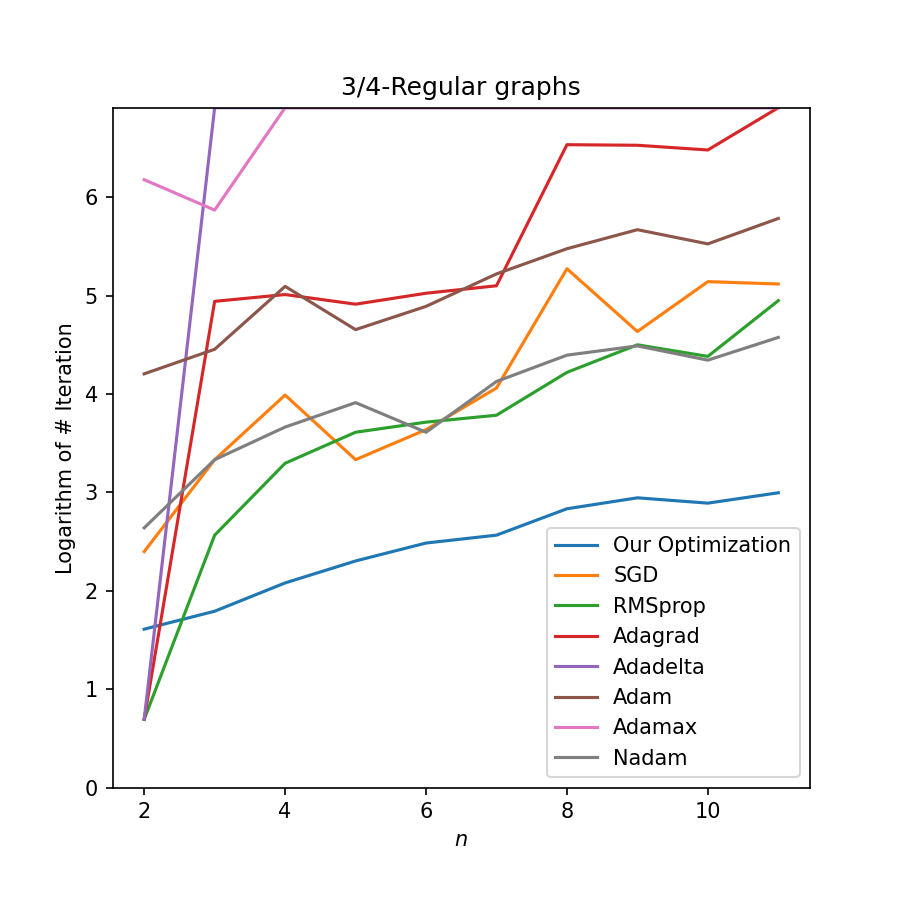 3/4-Regular graphs
Logarithm of # Iteration
6
5
4
3
2
1
0
2
4
6
8
10
n
Our Optimization
SGD
RMSprop
Adagrad
Adadelta
Adam
Adamax
Nadam